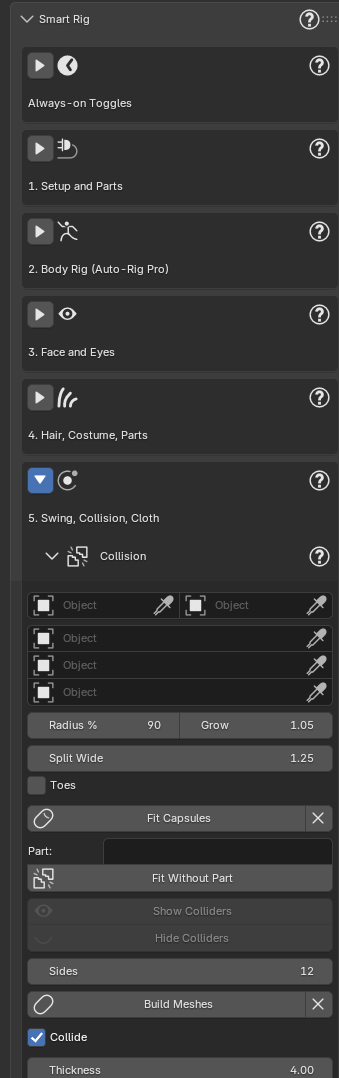 Smart Rig
Always-on Toggles
1. Setup and Parts
2. Body Rig (Auto-Rig Pro)
3. Face and Eyes
4. Hair, Costume, Parts
5. Swing, Collision, Cloth
Collision
Object Object
Object
Object
Object
Radius % 90 Grow 1.05
Split Wide 1.25
Toes
Fit Capsules
Part:
Fit Without Part
Show Colliders
Hide Colliders
Sides 12
Build Meshes
Collide
Thickness 4.00